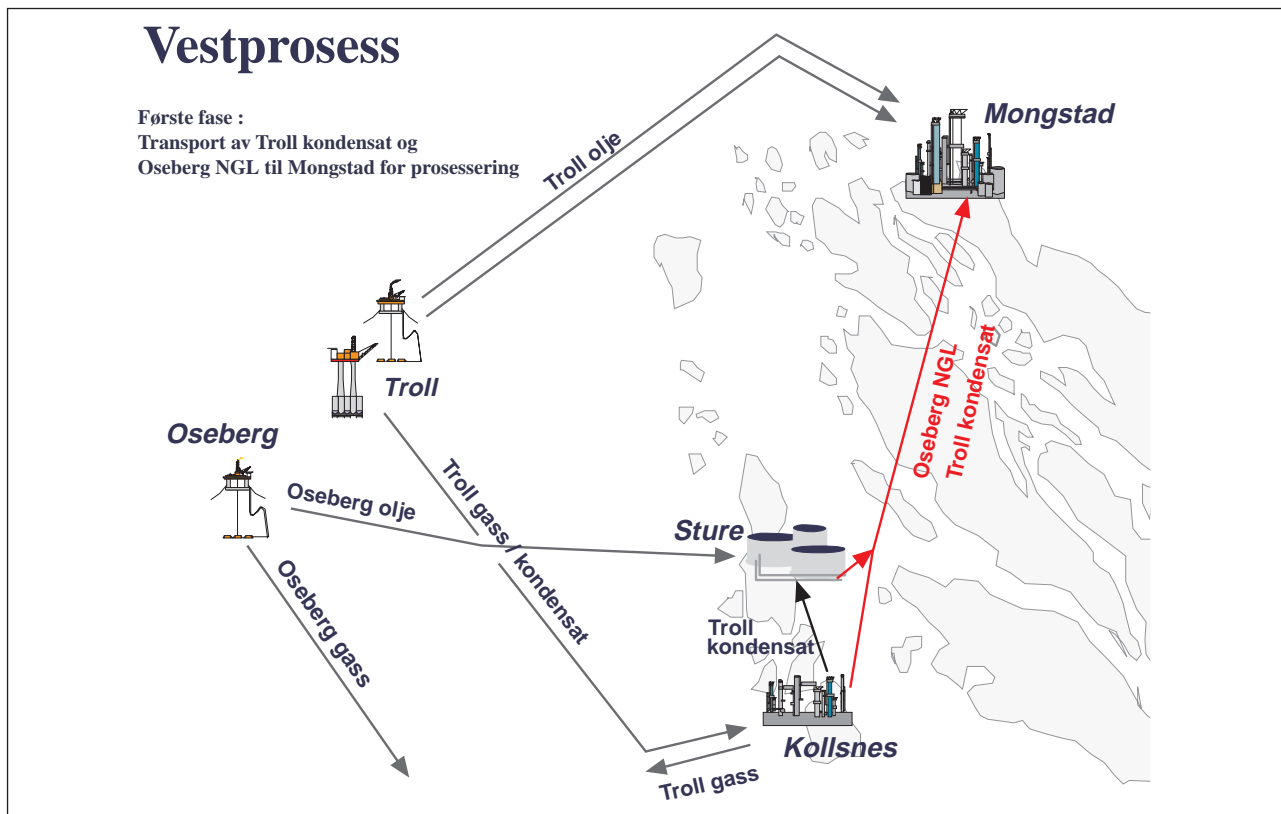 Vestprosess
Første fase :
Transport av Troll kondensat og
Oseberg NGL til Mongstad for prosessering
Mongstad
Troll olje
Troll
Oseberg
Oseberg olje
Troll gass / kondensat
Oseberg gass
Sture
Oseberg NGL
Troll kondensat
Troll
kondensat
Kollsnes
Troll gass